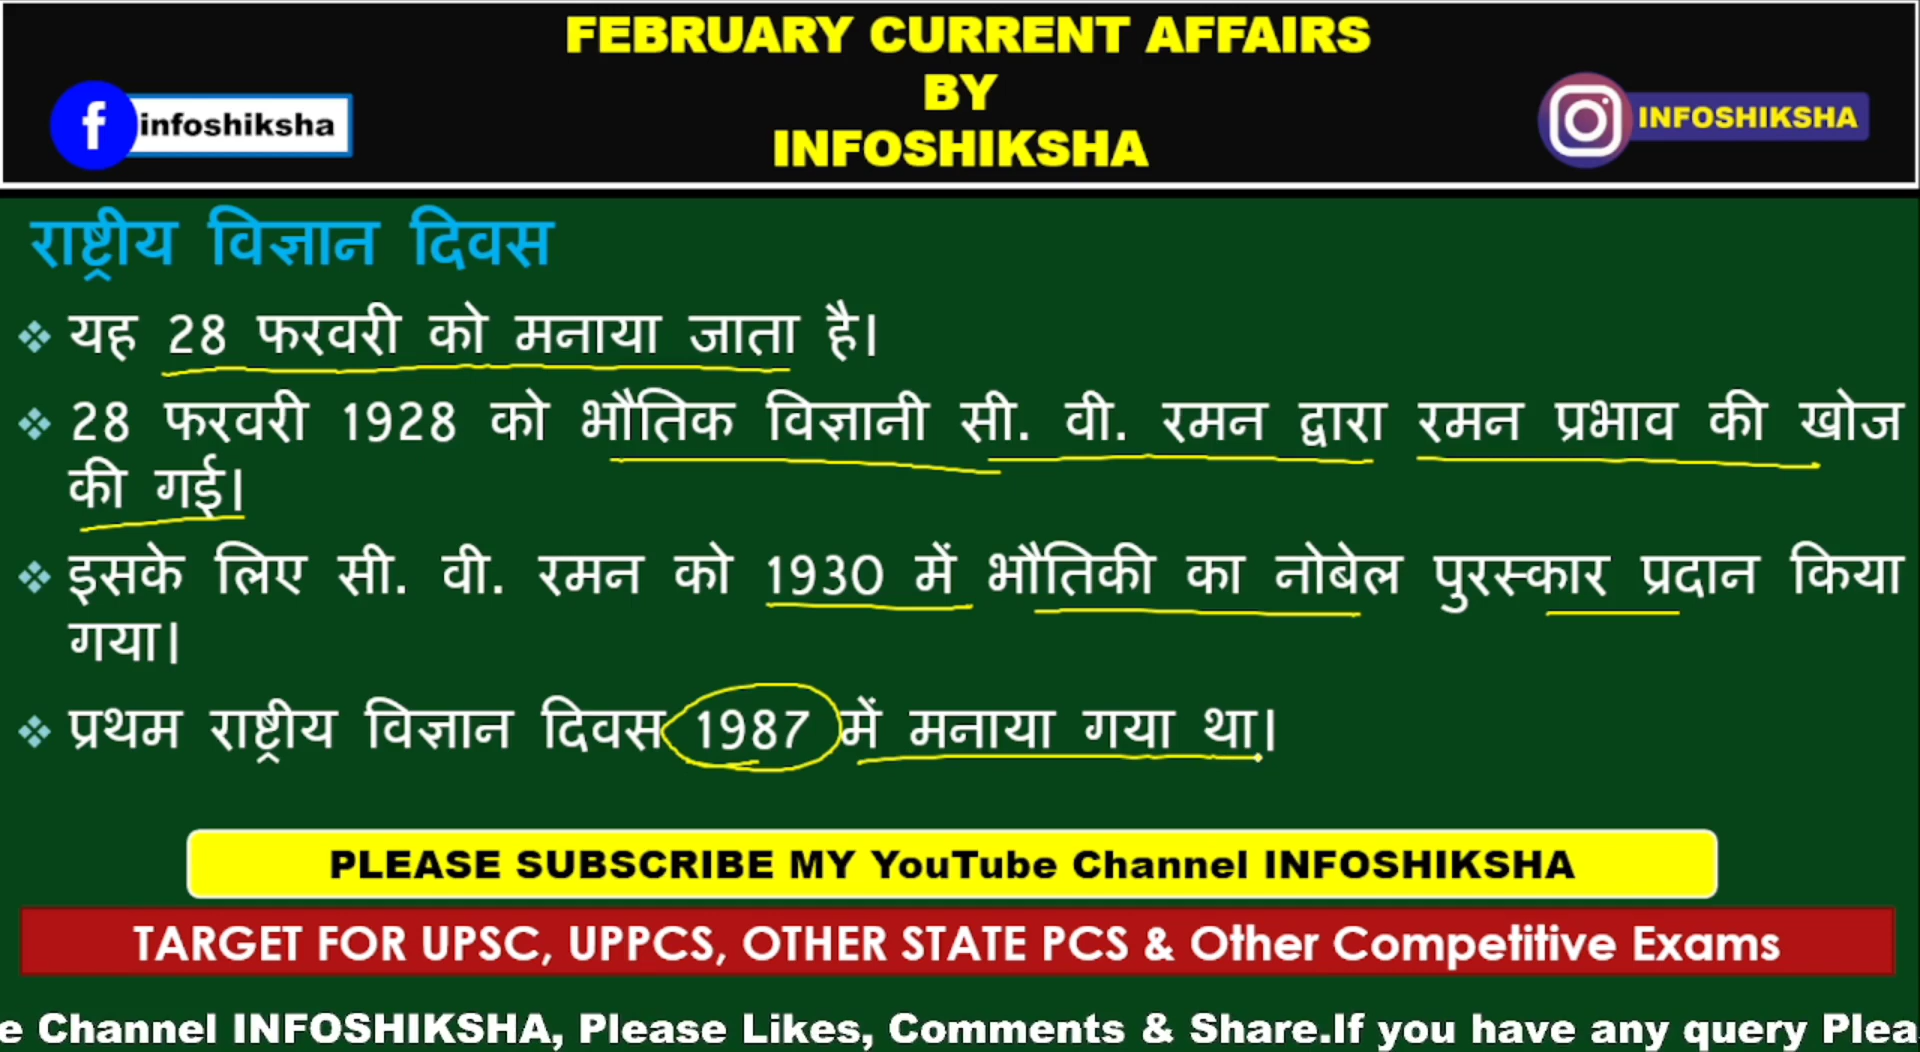 FEBRUARY CURRENT AFFAIRS
BY
INFOSHIKSHA
infoshiksha
INFOSHIKSHA
राष्ट्रीय विज्ञान दिवस
यह 28 फरवरी को मनाया जाता है।
28 फरवरी 1928 को भौतिक विज्ञानी सी. वी. रमन द्वारा रमन प्रभाव की खोज
की गई।
इसके लिए सी. वी. रमन को 1930 में भौतिकी का नोबेल पुरस्कार प्रदान किया
गया।
प्रथम राष्ट्रीय विज्ञान दिवस 1987 में मनाया गया था।
PLEASE SUBSCRIBE MY YouTube Channel INFOSHIKSHA
TARGET FOR UPSC, UPPCS, OTHER STATE PCS & Other Competitive Exams
e Channel INFOSHIKSHA, Please Likes, Comments & Share.If you have any query Plea